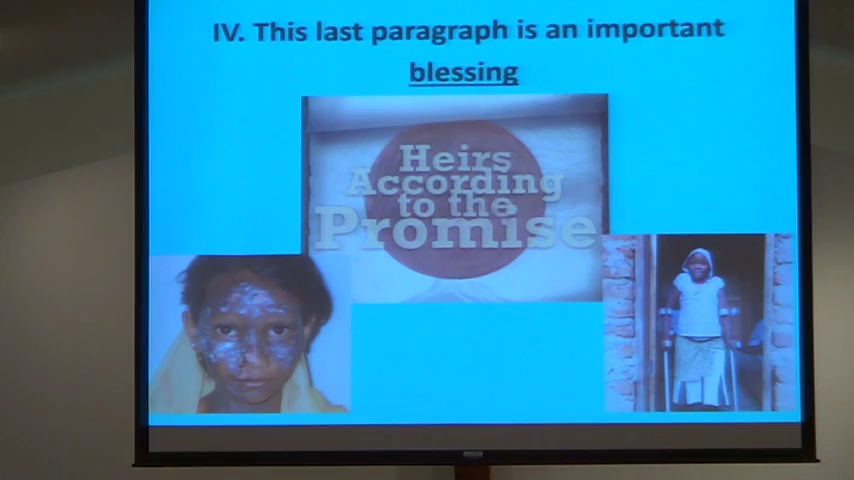 IV. This last paragraph is an important
blessing
Heirs
According
to the
Promise